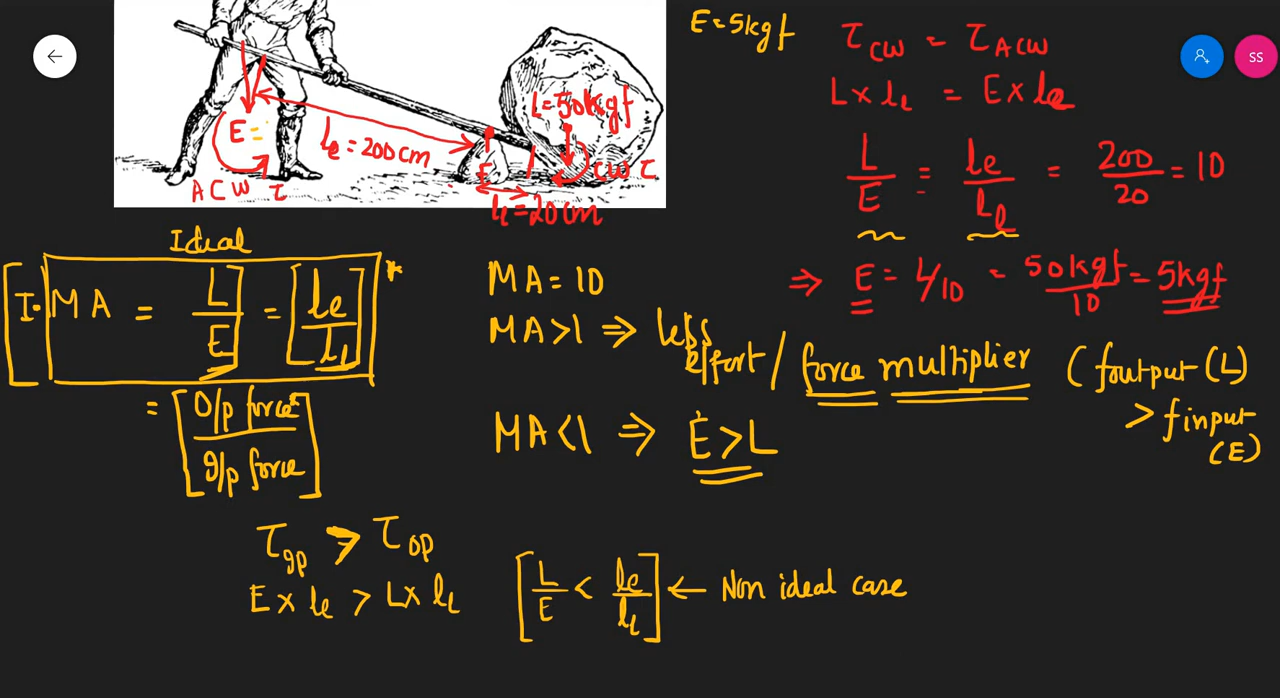 E = 5kgf
τCW = τACW
L × lL = E × le
L/E = le/lL = 200/20 = 10
⇒ E = L/10 = 50kgf/10 = 5kgf
SS
L = 50kgf
E =
le = 200 cm
F
CW τ
ACW τ
lL = 20 cm
Ideal
[I. MA = L/E = [le/lL] *
= [O/p force/I/p force]
MA = 10
MA > 1 ⇒ less effort / force multiplier (foutput (L) > finput (E)
MA < 1 ⇒ E > L
τIp > τop
E × le > L × lL
[L/E < le/lL] ← Non ideal case